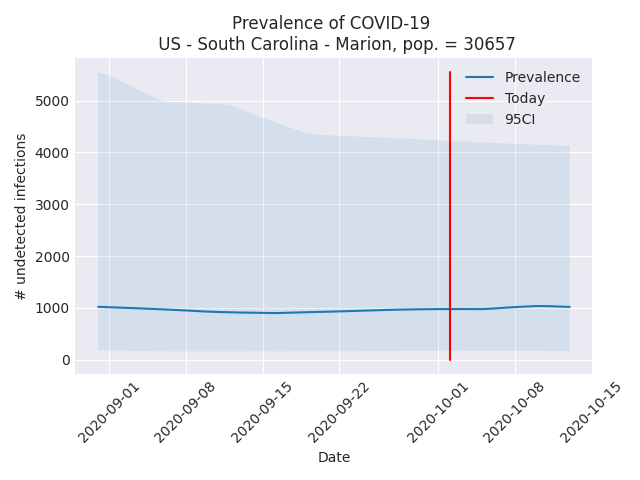 Prevalence of COVID-19
US - South Carolina - Marion, pop. = 30657
Prevalence
Today
95CI
5000
4000
3000
2000
1000
0
# undetected infections
2020-09-01
2020-09-08
2020-09-15
2020-09-22
2020-10-01
2020-10-08
2020-10-15
Date